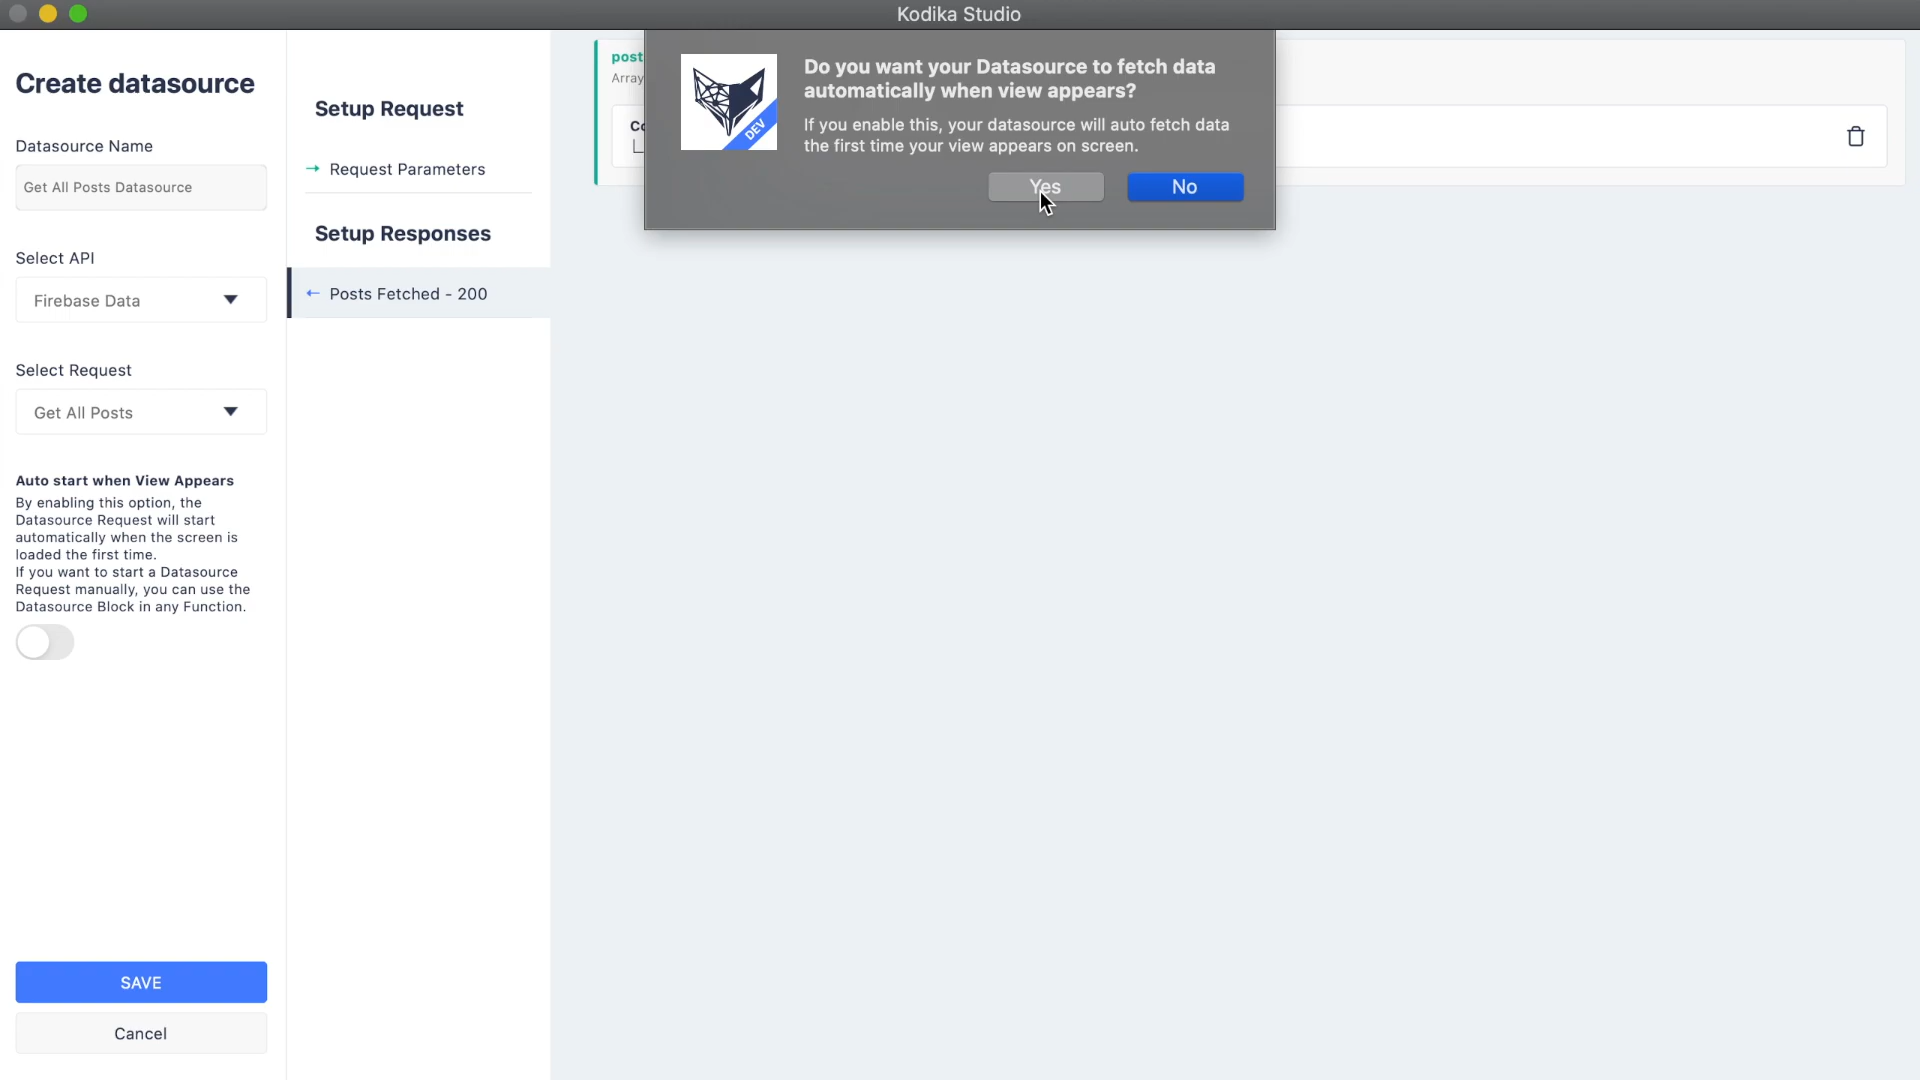 Kodika Studio
Create datasource
Datasource Name
Get All Posts Datasource
Select API
Firebase Data
Select Request
Get All Posts
Auto start when View Appears
By enabling this option, the
Datasource Request will start
automatically when the screen is
loaded the first time.
If you want to start a Datasource
Request manually, you can use the
Datasource Block in any Function.
SAVE
Cancel
Setup Request
→ Request Parameters
Setup Responses
← Posts Fetched - 200
post
Array
DEV
Do you want your Datasource to fetch data
automatically when view appears?
If you enable this, your datasource will auto fetch data
the first time your view appears on screen.
Yes
No